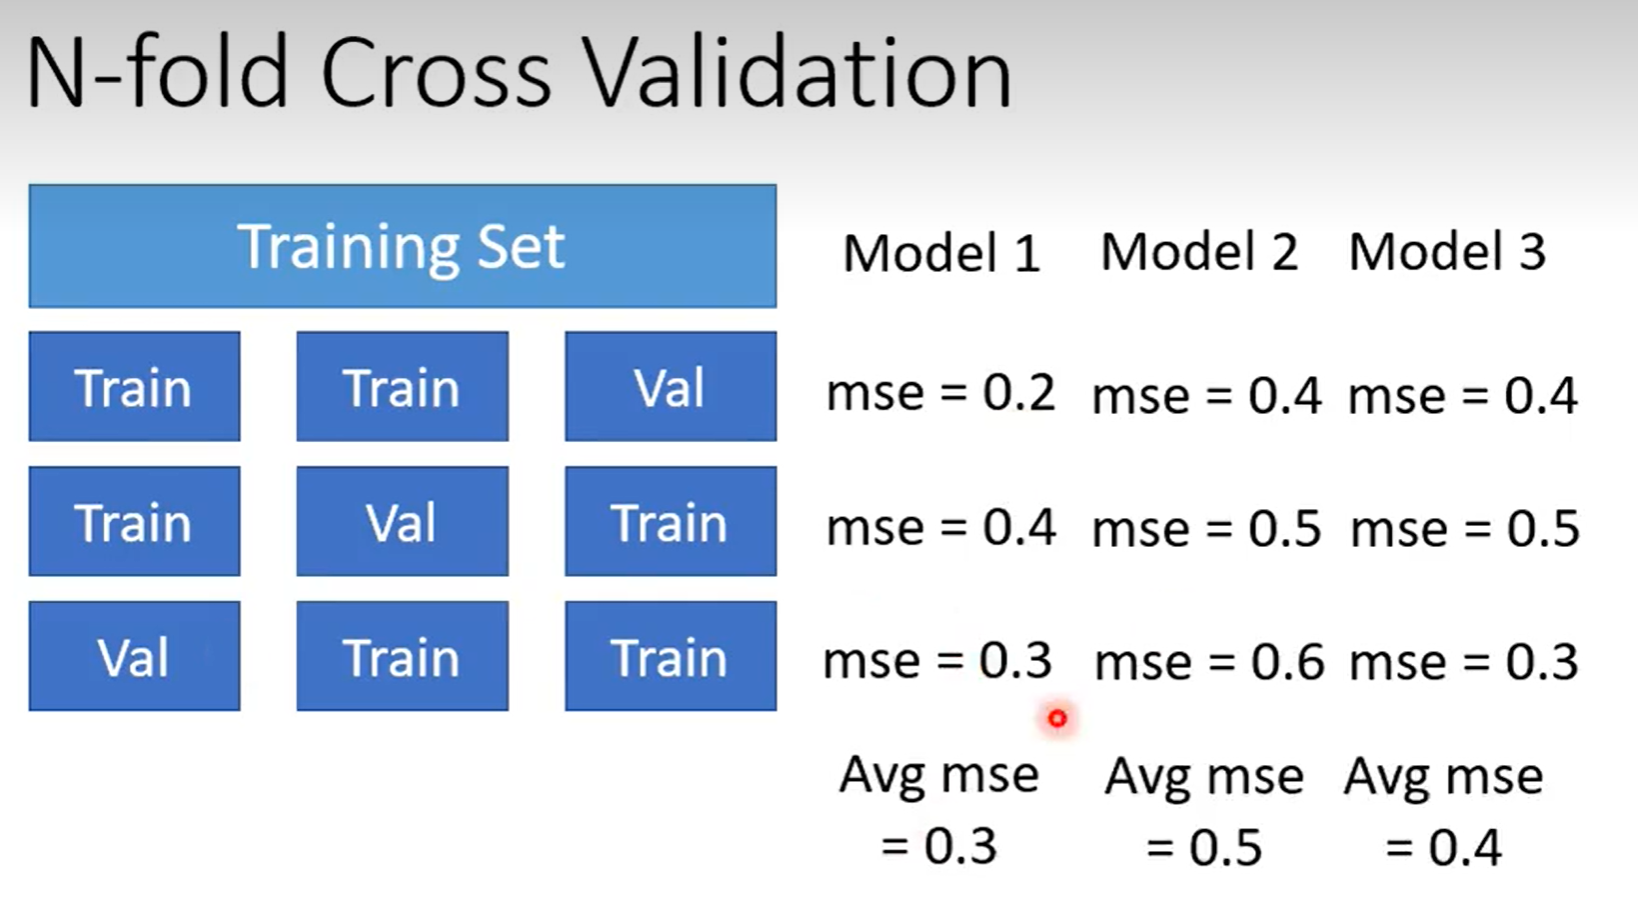 N-fold Cross Validation
Training Set
Model 1 Model 2 Model 3
Train Train Val mse = 0.2 mse = 0.4 mse = 0.4
Train Val Train mse = 0.4 mse = 0.5 mse = 0.5
Val Train Train mse = 0.3 mse = 0.6 mse = 0.3
Avg mse Avg mse Avg mse
= 0.3 = 0.5 = 0.4